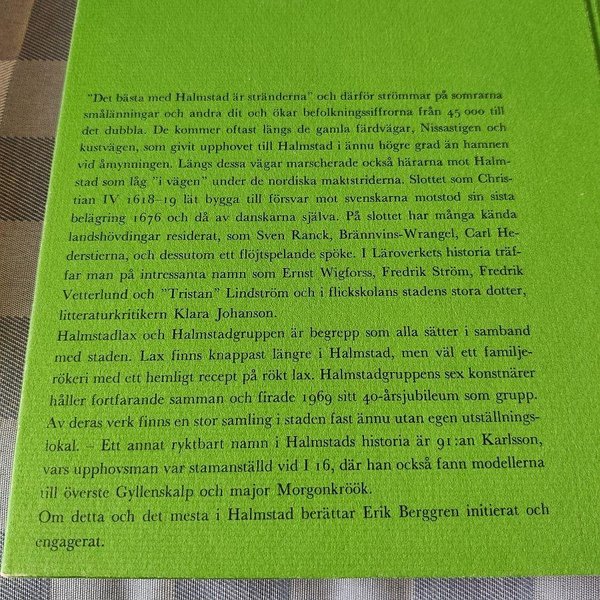 "Det bästa med Halmstad är stränderna" och därför strömmar på somrarna
smålänningar och andra dit och ökar befolkningssiffrorna från 45 000 till
det dubbla. De kommer oftast längs de gamla färdvägar, Nissastigen och
kustvägen, som givit upphovet till Halmstad i ännu högre grad än hamnen
vid åmynningen. Längs dessa vägar marscherade också härarna mot Halm-
stad som låg "i vägen" under de nordiska maktstriderna. Slottet som Chris-
tian IV 1618–19 lät bygga till försvar mot svenskarna motstod sin sista
belägring 1676 och då av danskarna själva. På slottet har många kända
landshövdingar residerat, som Sven Ranck, Brännvins-Wrangel, Carl He-
derstierna, och dessutom ett flöjtspelande spöke. I Läroverkets historia träf-
far man på intressanta namn som Ernst Wigforss, Fredrik Ström, Fredrik
Vetterlund och "Tristan" Lindström och i flickskolans stadens stora dotter,
litteraturkritikern Klara Johanson.
Halmstadlax och Halmstadgruppen är begrepp som alla sätter i samband
med staden. Lax finns knappast längre i Halmstad, men väl ett familje-
rökeri med ett hemligt recept på rökt lax. Halmstadgruppens sex konstnärer
håller fortfarande samman och firade 1969 sitt 40-årsjubileum som grupp.
Av deras verk finns en stor samling i staden fast ännu utan egen utställnings-
lokal. – Ett annat ryktbart namn i Halmstads historia är 91:an Karlsson,
vars upphovsman var stamanställd vid I 16, där han också fann modellerna
till överste Gyllenskalp och major Morgonkröök.
Om detta och det mesta i Halmstad berättar Erik Berggren initierat och
engagerat.